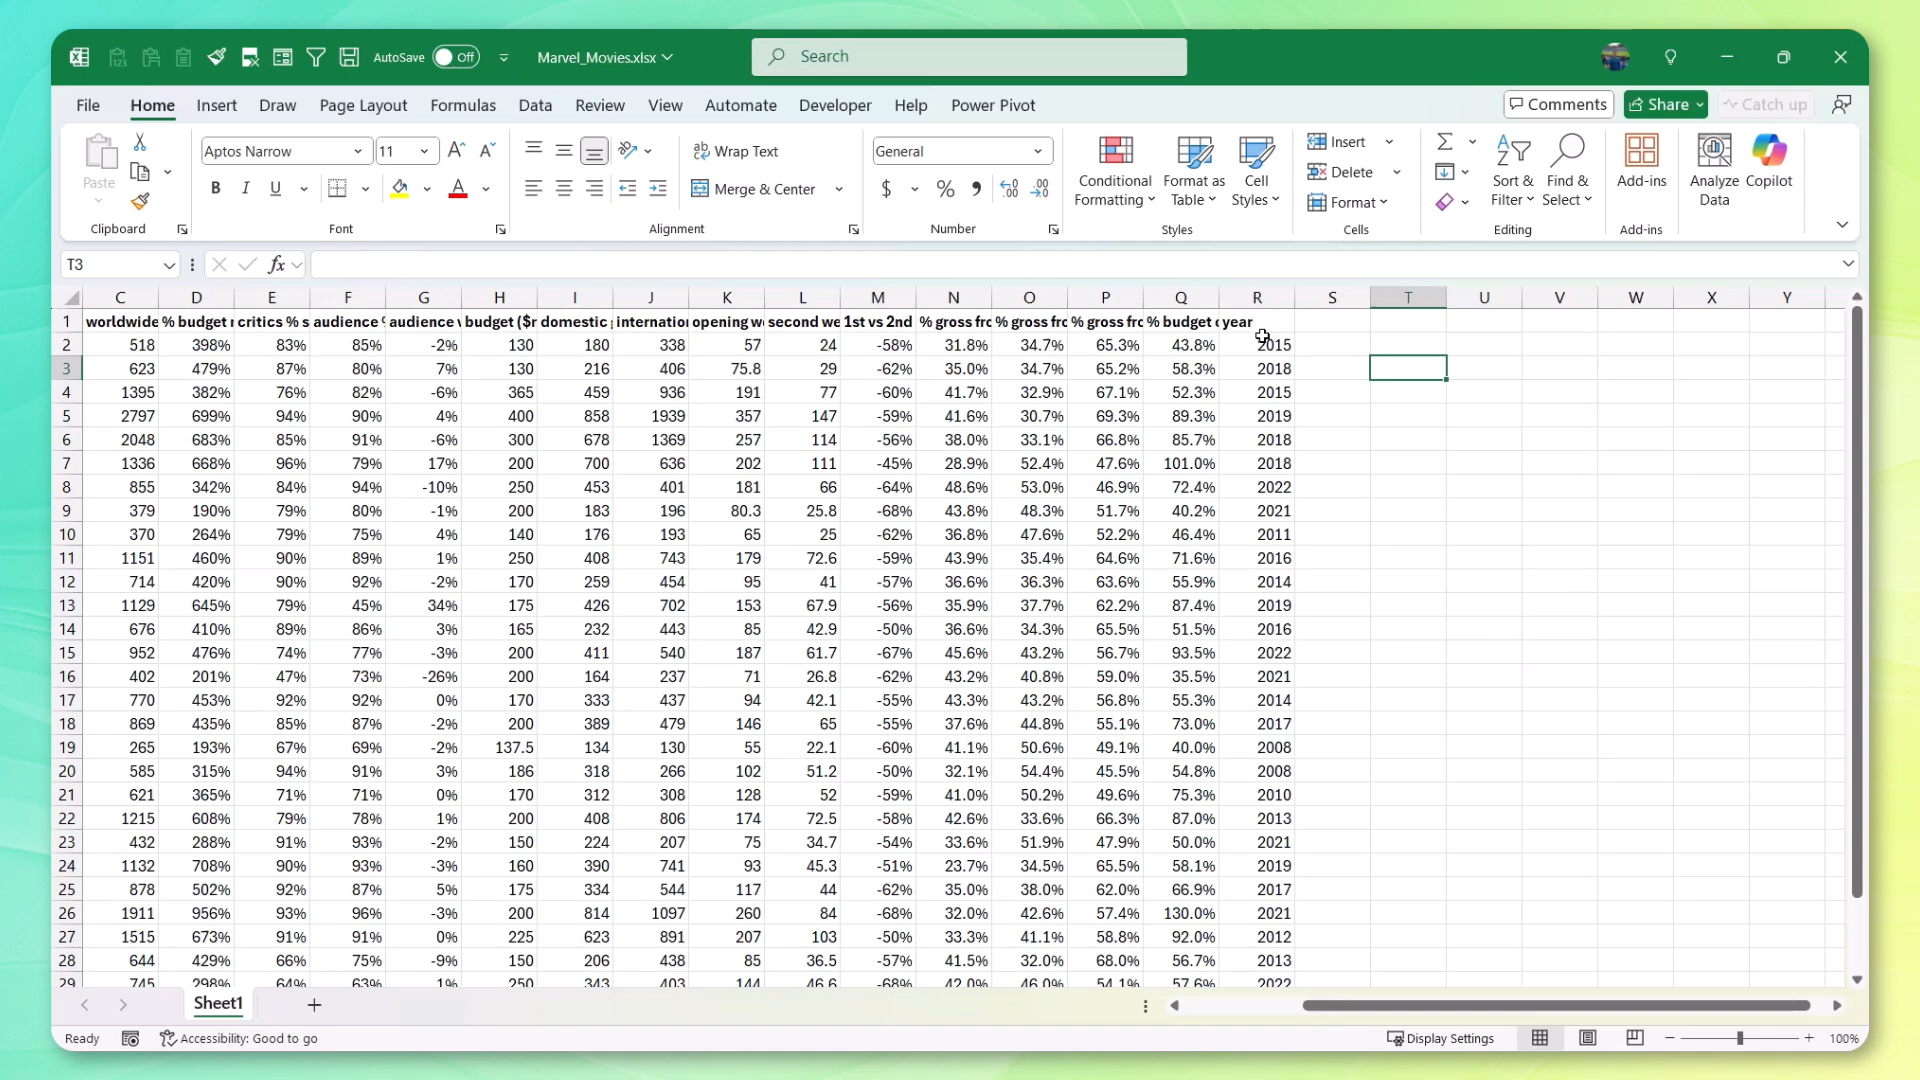 AutoSave Off Marvel_Movies.xlsx Search
File Home Insert Draw Page Layout Formulas Data Review View Automate Developer Help Power Pivot Comments Share Catch up
Paste Aptos Narrow 11 Wrap Text General Conditional Formatting Format as Table Cell Styles Insert Sort & Filter Find & Select Add-ins Analyze Data Copilot
B I U Merge & Center $ % Delete
Format
Clipboard Font Alignment Number Styles Cells Editing Add-ins
T3 fx
C D E F G H I J K L M N O P Q R S T U V W X Y
1 worldwide % budget critics % s audience audience budget ($ domestic internation opening we second we 1st vs 2nd % gross fro % gross fro % gross fro % budget year
2 518 398% 83% 85% -2% 130 180 338 57 24 -58% 31.8% 34.7% 65.3% 43.8% 2015
3 623 479% 87% 80% 7% 130 216 406 75.8 29 -62% 35.0% 34.7% 65.2% 58.3% 2018
4 1395 382% 76% 82% -6% 365 459 936 191 77 -60% 41.7% 32.9% 67.1% 52.3% 2015
5 2797 699% 94% 90% 4% 400 858 1939 357 147 -59% 41.6% 30.7% 69.3% 89.3% 2019
6 2048 683% 85% 91% -6% 300 678 1369 257 114 -56% 38.0% 33.1% 66.8% 85.7% 2018
7 1336 668% 96% 79% 17% 200 700 636 202 111 -45% 28.9% 52.4% 47.6% 101.0% 2018
8 855 342% 84% 94% -10% 250 453 401 181 66 -64% 48.6% 53.0% 46.9% 72.4% 2022
9 379 190% 79% 80% -1% 200 183 196 80.3 25.8 -68% 43.8% 48.3% 51.7% 40.2% 2021
10 370 264% 79% 75% 4% 140 176 193 65 25 -62% 36.8% 47.6% 52.2% 46.4% 2011
11 1151 460% 90% 89% 1% 250 408 743 179 72.6 -59% 43.9% 35.4% 64.6% 71.6% 2016
12 714 420% 90% 92% -2% 170 259 454 95 41 -57% 36.6% 36.3% 63.6% 55.9% 2014
13 1129 645% 79% 45% 34% 175 426 702 153 67.9 -56% 35.9% 37.7% 62.2% 87.4% 2019
14 676 410% 89% 86% 3% 165 232 443 85 42.9 -50% 36.6% 34.3% 65.5% 51.5% 2016
15 952 476% 74% 77% -3% 200 411 540 187 61.7 -67% 45.6% 43.2% 56.7% 93.5% 2022
16 402 201% 47% 73% -26% 200 164 237 71 26.8 -62% 43.2% 40.8% 59.0% 35.5% 2021
17 770 453% 92% 92% 0% 170 333 437 94 42.1 -55% 43.3% 43.2% 56.8% 55.3% 2014
18 869 435% 85% 87% -2% 200 389 479 146 65 -55% 37.6% 44.8% 55.1% 73.0% 2017
19 265 193% 67% 69% -2% 137.5 134 130 55 22.1 -60% 41.1% 50.6% 49.1% 40.0% 2008
20 585 315% 94% 91% 3% 186 318 266 102 51.2 -50% 32.1% 54.4% 45.5% 54.8% 2008
21 621 365% 71% 71% 0% 170 312 308 128 52 -59% 41.0% 50.2% 49.6% 75.3% 2010
22 1215 608% 79% 78% 1% 200 408 806 174 72.5 -58% 42.6% 33.6% 66.3% 87.0% 2013
23 432 288% 91% 93% -2% 150 224 207 75 34.7 -54% 33.6% 51.9% 47.9% 50.0% 2021
24 1132 708% 90% 93% -3% 160 390 741 93 45.3 -51% 23.7% 34.5% 65.5% 58.1% 2019
25 878 502% 92% 87% 5% 175 334 544 117 44 -62% 35.0% 38.0% 62.0% 66.9% 2017
26 1911 956% 93% 96% -3% 200 814 1097 260 84 -68% 32.0% 42.6% 57.4% 130.0% 2021
27 1515 673% 91% 91% 0% 225 623 891 207 103 -50% 33.3% 41.1% 58.8% 92.0% 2012
28 644 429% 66% 75% -9% 150 206 438 85 36.5 -57% 41.5% 32.0% 68.0% 56.7% 2013
29 745 298% 64% 63% 1% 250 343 403 144 46.6 -68% 42.0% 46.0% 54.1% 57.6% 2022
Sheet1
Ready Accessibility: Good to go Display Settings 100%